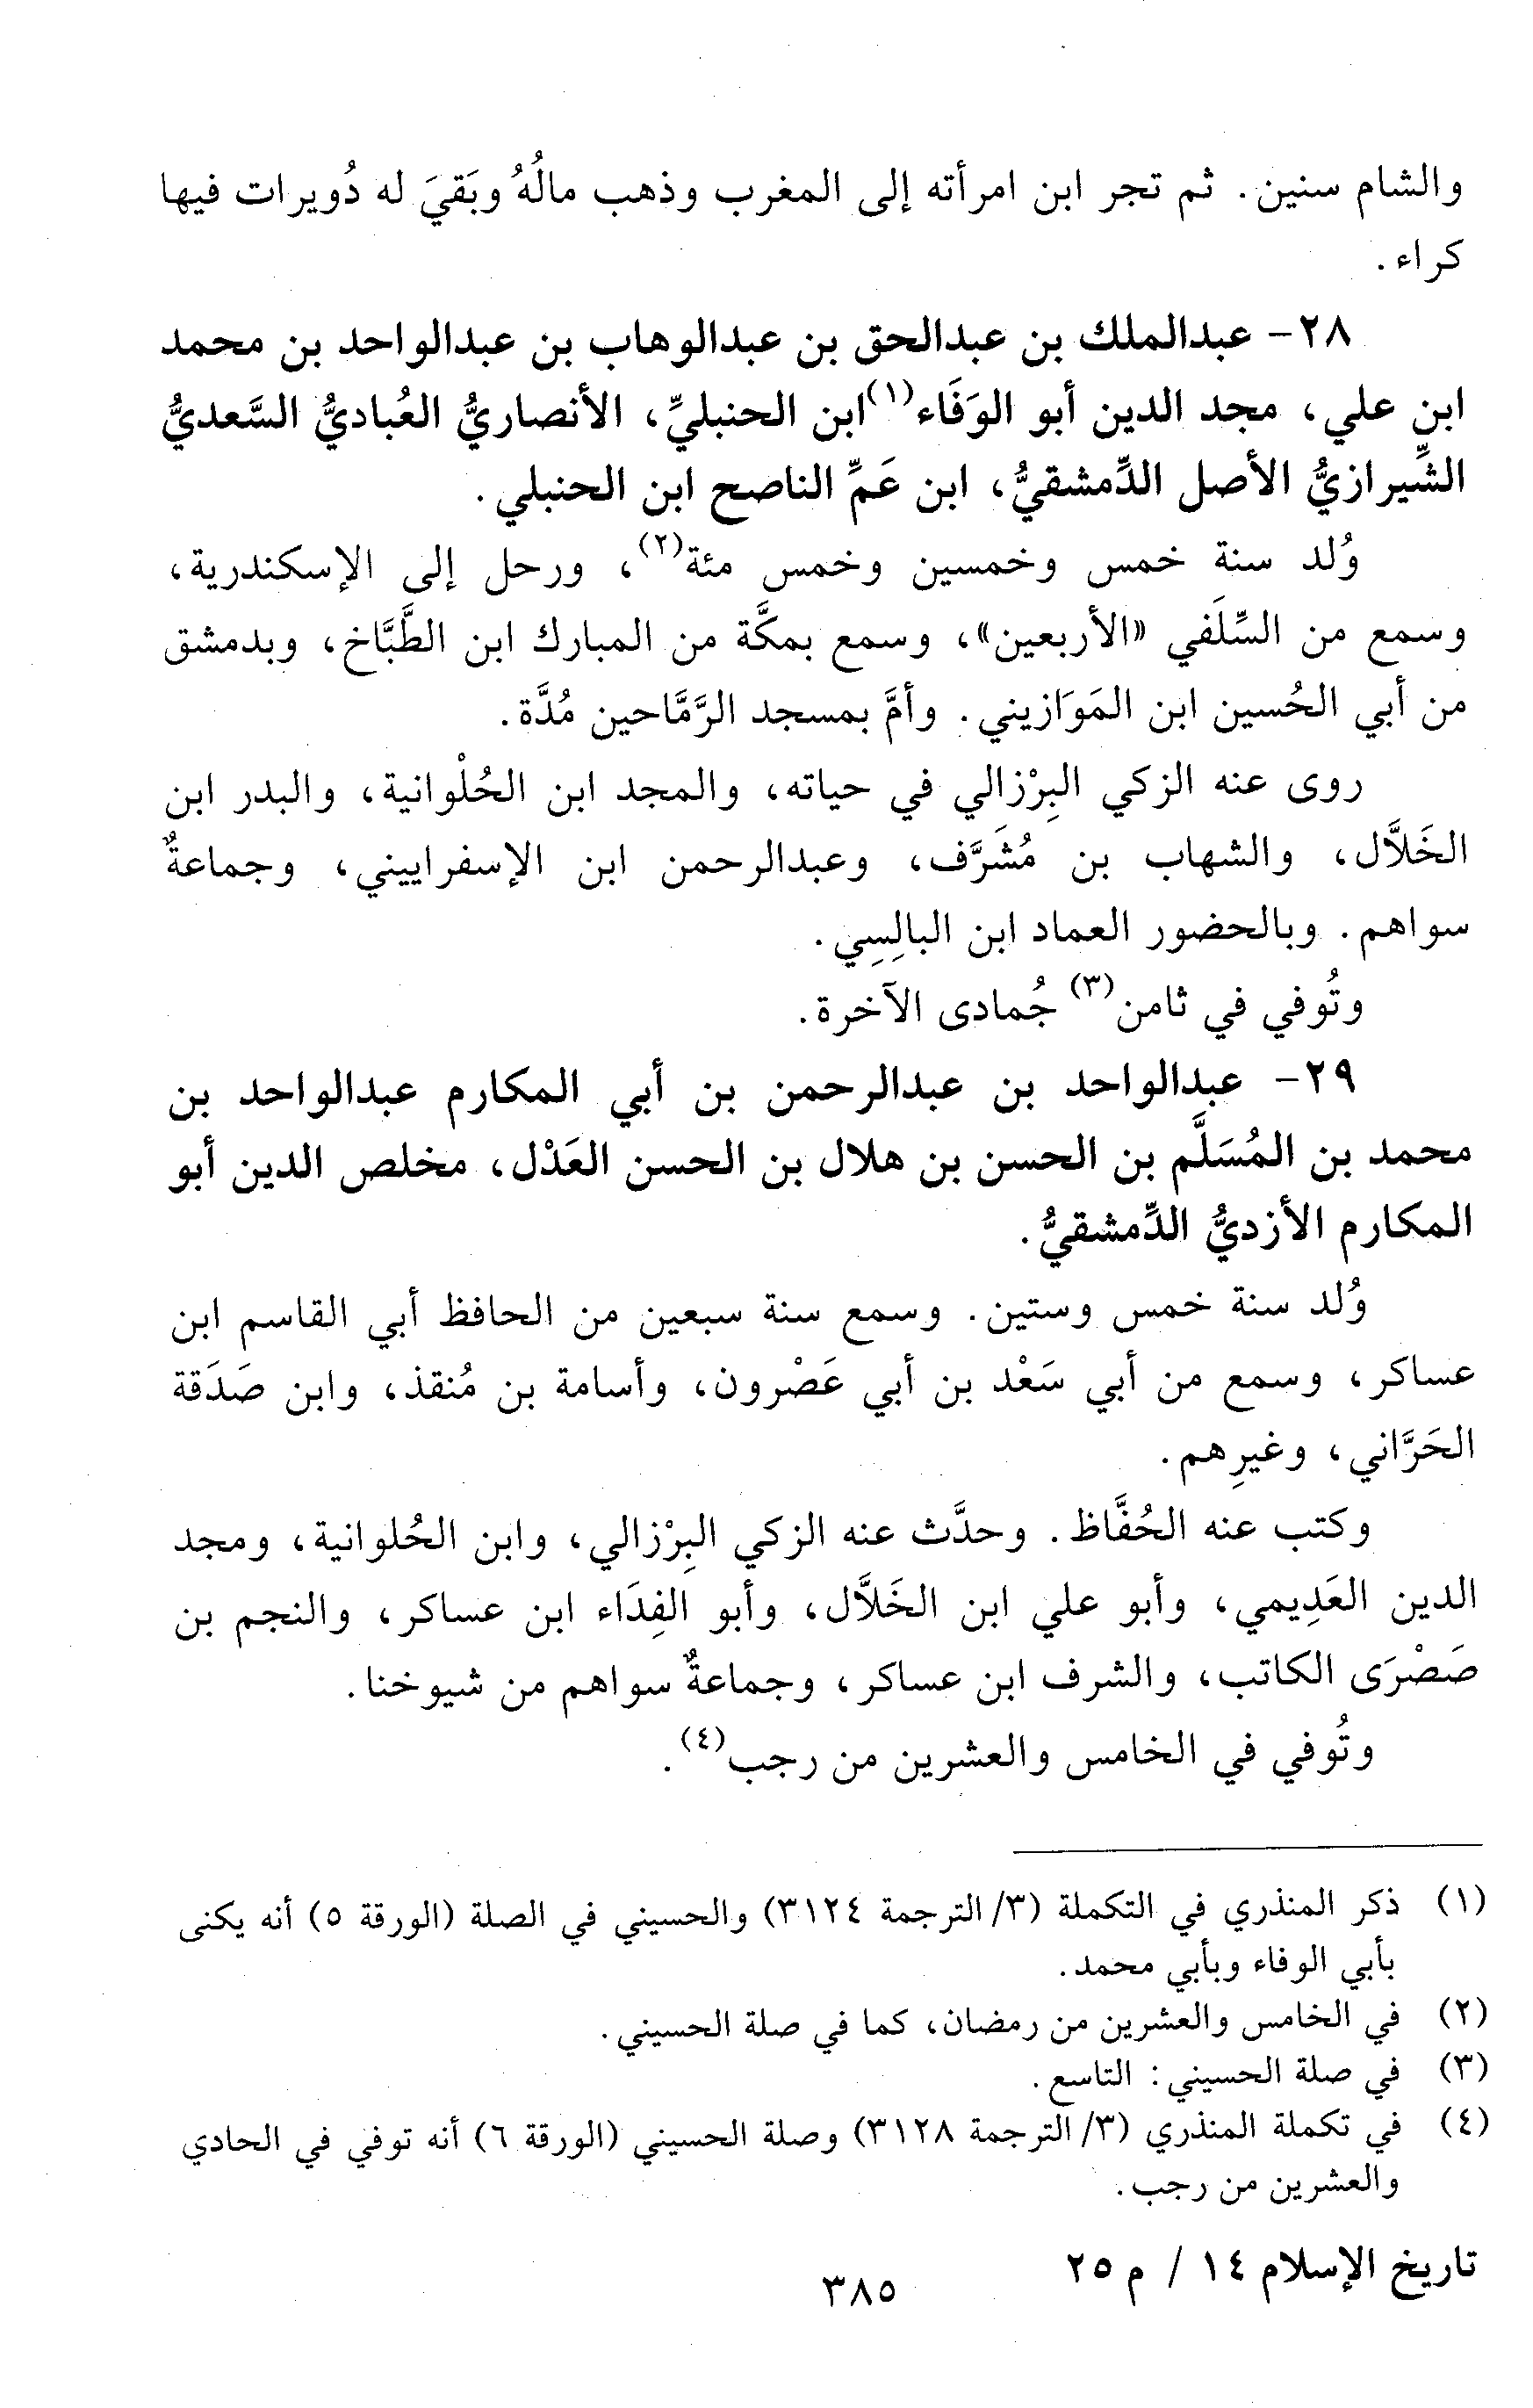 والشام سنين. ثم تجر ابن امرأته إلى المغرب وذهب مالُهُ وبَقيَ له دُويرات فيها
كراء.
٢٨- عبدالملك بن عبدالحق بن عبدالوهاب بن عبدالواحد بن محمد
ابن علي، مجد الدين أبو الوَفَاء(١) ابن الحنبليِّ، الأنصاريُّ العُباديُّ السَّعديُّ
الشِّيرازيُّ الأصل الدِّمشقيُّ، ابن عَمِّ الناصح ابن الحنبلي.
وُلد سنة خمس وخمسين وخمس مئة(٢)، ورحل إلى الإسكندرية،
وسمع من السِّلَفي «الأربعين»، وسمع بمكَّة من المبارك ابن الطَّبَّاخ، وبدمشق
من أبي الحُسين ابن المَوَازيني. وأمَّ بمسجد الرَّمَّاحين مُدَّة.
روى عنه الزكي البِرْزالي في حياته، والمجد ابن الحُلْوانية، والبدر ابن
الخَلاَّل، والشهاب بن مُشَرَّف، وعبدالرحمن ابن الإسفراييني، وجماعةٌ
سواهم. وبالحضور العماد ابن البالِسِي.
وتُوفي في ثامن(٣) جُمادى الآخرة.
٢٩- عبدالواحد بن عبدالرحمن بن أبي المكارم عبدالواحد بن
محمد بن المُسَلَّم بن الحسن بن هلال بن الحسن العَدْل، مخلص الدين أبو
المكارم الأزديُّ الدِّمشقيُّ.
وُلد سنة خمس وستين. وسمع سنة سبعين من الحافظ أبي القاسم ابن
عساكر، وسمع من أبي سَعْد بن أبي عَصْرون، وأسامة بن مُنقذ، وابن صَدَقة
الحَرَّاني، وغيرِهم.
وكتب عنه الحُفَّاظ. وحدَّث عنه الزكي البِرْزالي، وابن الحُلوانية، ومجد
الدين العَدِيمي، وأبو علي ابن الخَلاَّل، وأبو الفِدَاء ابن عساكر، والنجم بن
صَصْرَى الكاتب، والشرف ابن عساكر، وجماعةٌ سواهم من شيوخنا.
وتُوفي في الخامس والعشرين من رجب(٤).
(١) ذكر المنذري في التكملة (٣/ الترجمة ٣١٢٤) والحسيني في الصلة (الورقة ٥) أنه يكنى
بأبي الوفاء وبأبي محمد.
(٢) في الخامس والعشرين من رمضان، كما في صلة الحسيني.
(٣) في صلة الحسيني: التاسع.
(٤) في تكملة المنذري (٣/ الترجمة ٣١٢٨) وصلة الحسيني (الورقة ٦) أنه توفي في الحادي
والعشرين من رجب.
تاريخ الإسلام ١٤ / م ٢٥
٣٨٥